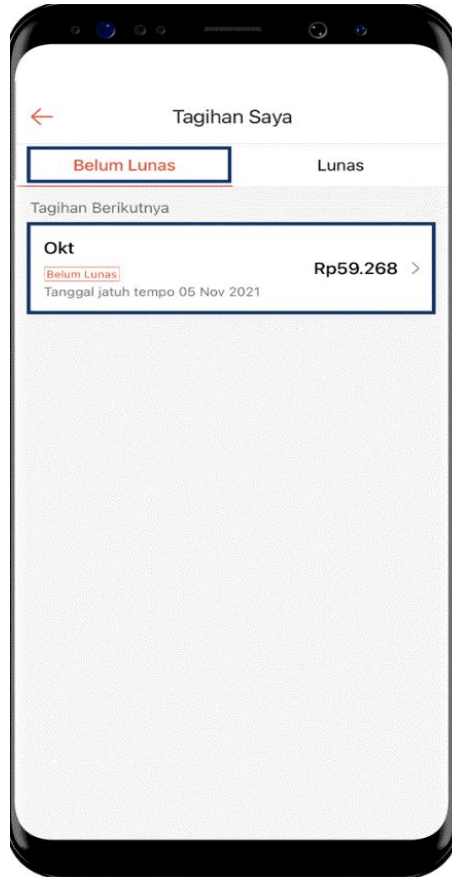 Tagihan Saya
Belum Lunas
Lunas
Tagihan Berikutnya
Okt
Belum Lunas
Rp59.268
Tanggal jatuh tempo 05 Nov 2021